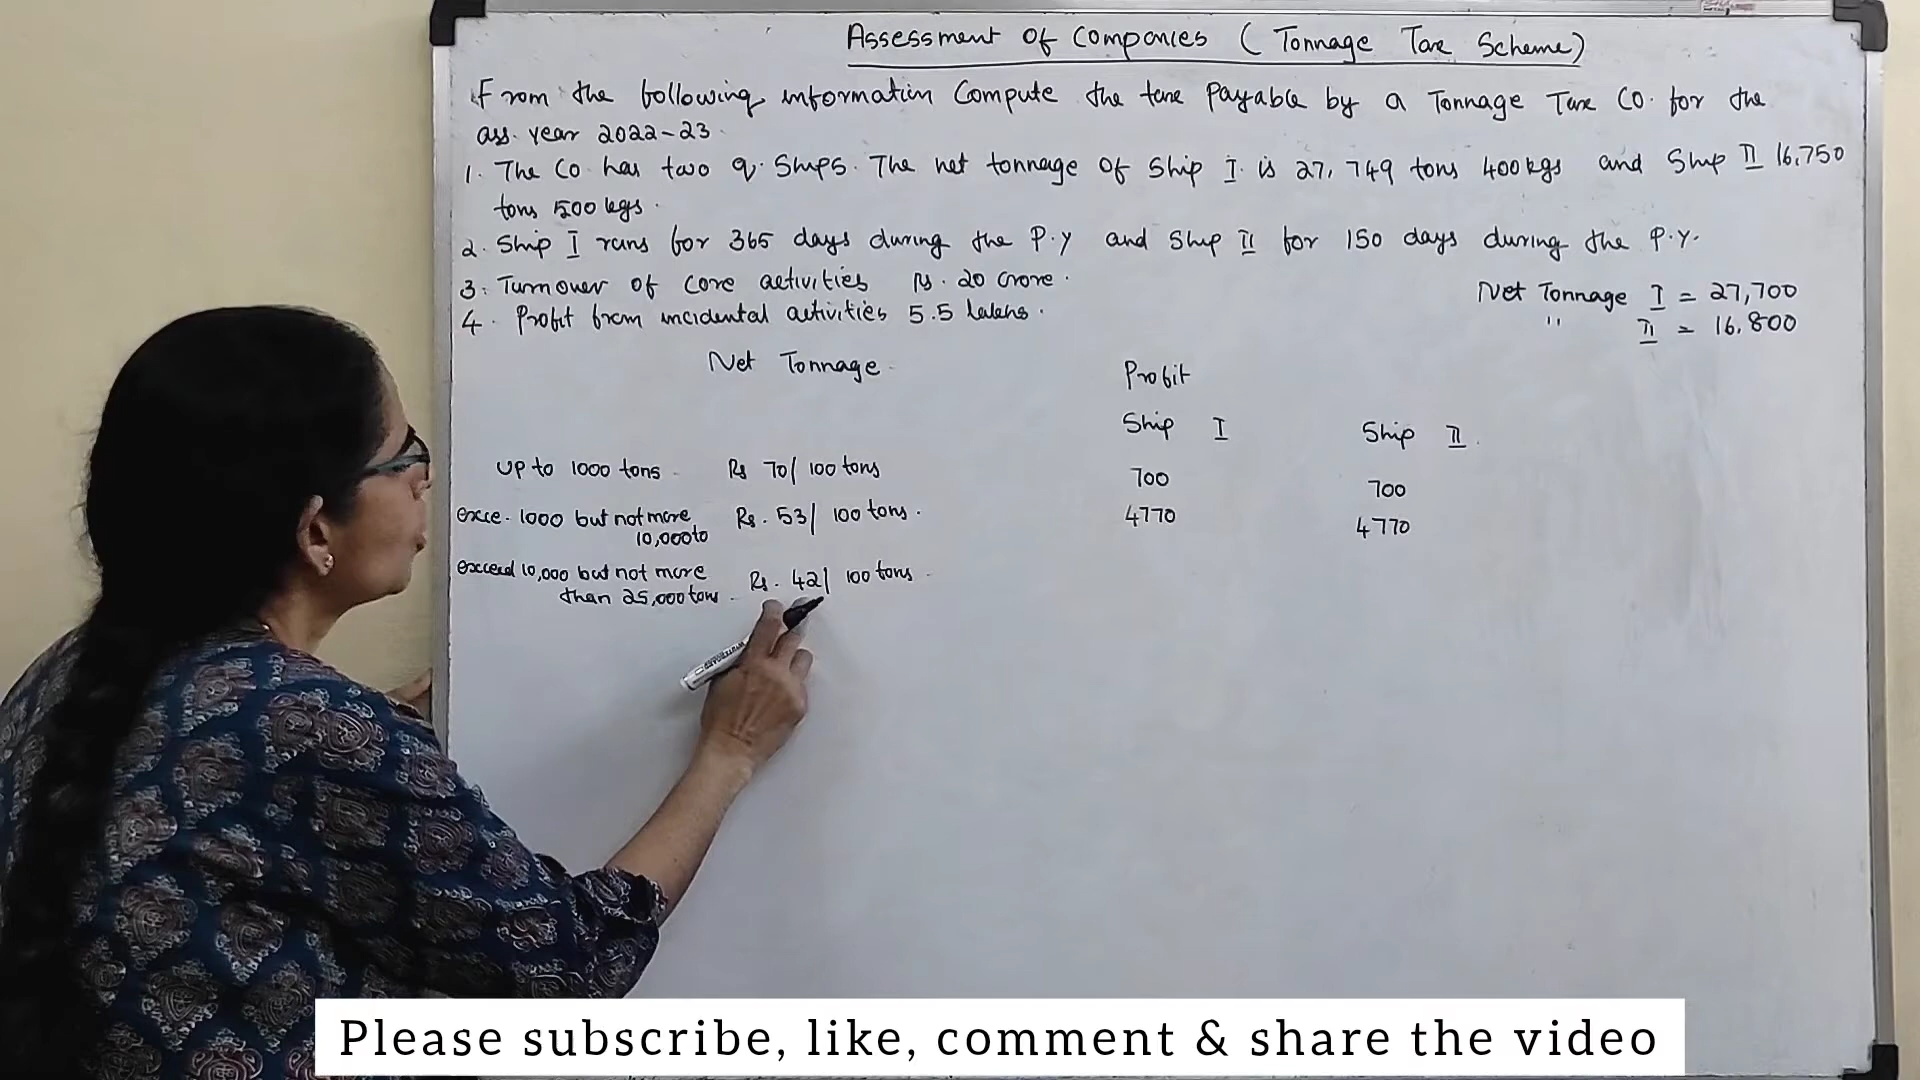 Assessment of Companies (Tonnage Tax Scheme)
From the following information Compute the tax Payable by a Tonnage Tax Co. for the
ass. year 2022-23.
1. The Co. has two q. Ships. The net tonnage of Ship I is 27,749 tons 400 kgs and Ship II 16,750
tons 500 kgs.
2. Ship I runs for 365 days during the P.Y and Ship II for 150 days during the P.Y.
3. Turnover of core activities Rs. 20 Crore.
4. Profit from incidental activities 5.5 lakhs.
Net Tonnage I = 27,700
" II = 16,800
Net Tonnage
Profit
Ship I Ship II
up to 1000 tons - Rs 70/100 tons 700 700
exce. 1000 but not more Rs. 53/100 tons. 4770 4770
10,000to
exceed 10,000 but not more Rs. 42/100 tons -
than 25,000 tons -
Please subscribe, like, comment & share the video